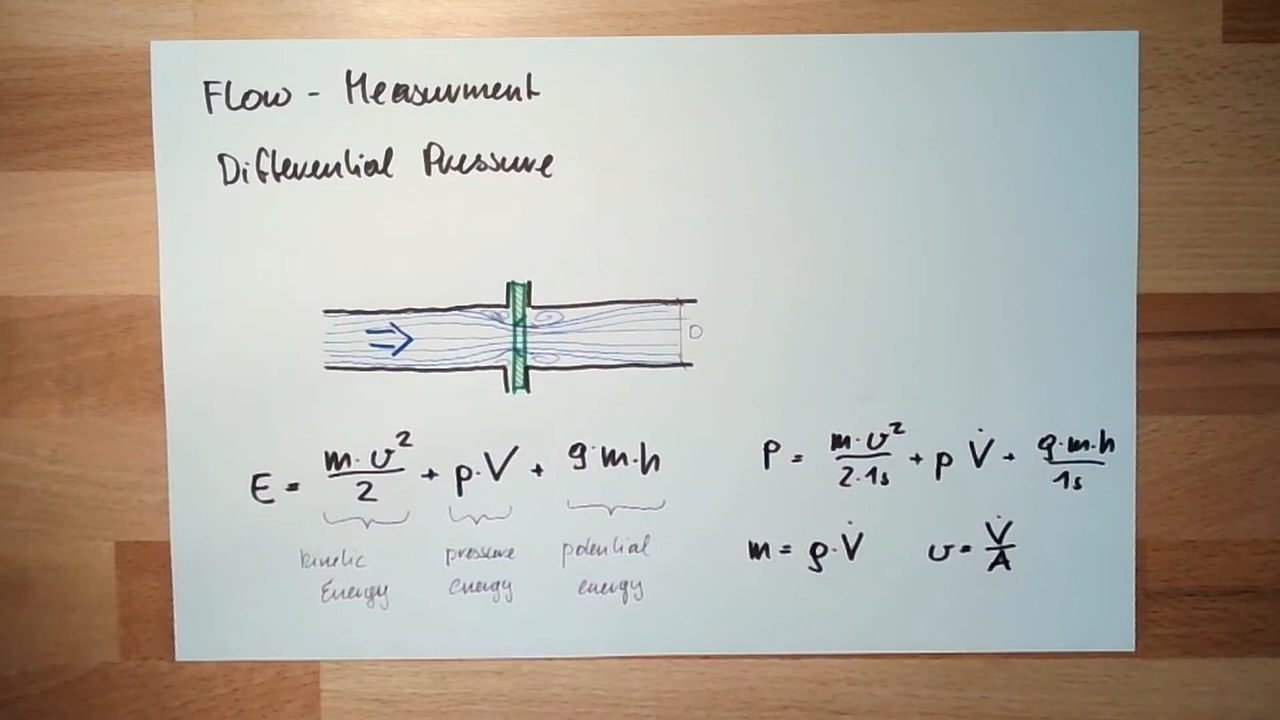 Flow - Measurment
Differential Pressure
D
E = m·v²/2 + p·V + g·m·h
kinetic Energy
pressure energy
potential energy
P = m·v²/2·1s + p V̇ + g·m·h/1s
m = ρ·V̇
v = V̇/A